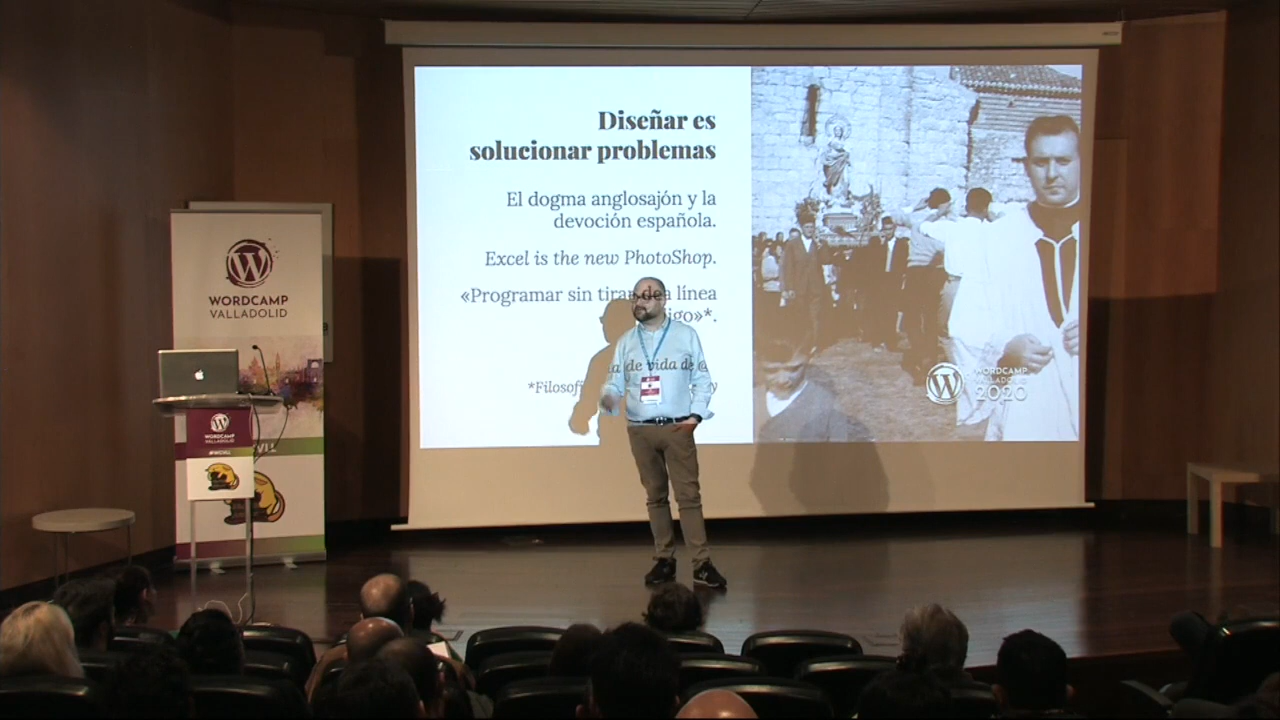 Diseñar es
solucionar problemas
El dogma anglosajón y la
devoción española.
Excel is the new PhotoShop.
«Programar sin tirar línea
»*.
de vida de @
WORDCAMP
VALLADOLID
2020
WORDCAMP
VALLADOLID
WORDCAMP
VALLADOLID